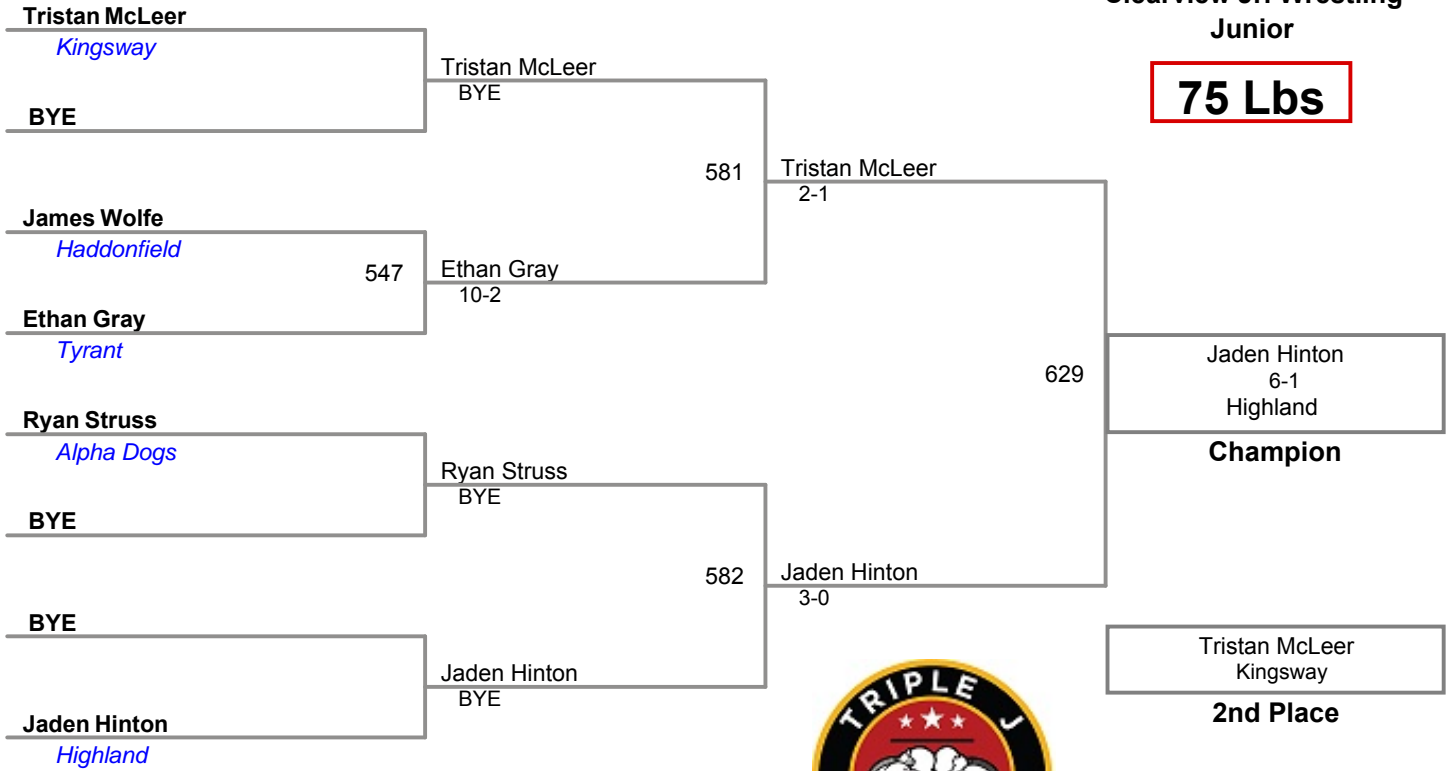 Wrestling
Junior
75 Lbs
Tristan McLeer
Kingsway
BYE
James Wolfe
Haddonfield
547
Ethan Gray
Tyrant
Ryan Struss
Alpha Dogs
BYE
BYE
Jaden Hinton
Highland
Tristan McLeer
BYE
581
Ethan Gray
10-2
Ryan Struss
BYE
582
Jaden Hinton
BYE
Tristan McLeer
2-1
629
Jaden Hinton
3-0
Jaden Hinton
6-1
Highland
Champion
Tristan McLeer
Kingsway
2nd Place
TRIPLE J